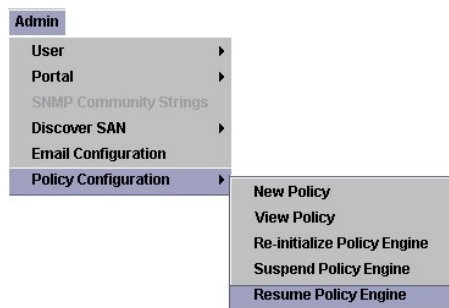 Admin
User
Portal
SNMP Community Strings
Discover SAN
Email Configuration
Policy Configuration
New Policy
View Policy
Re-initialize Policy Engine
Suspend Policy Engine
Resume Policy Engine